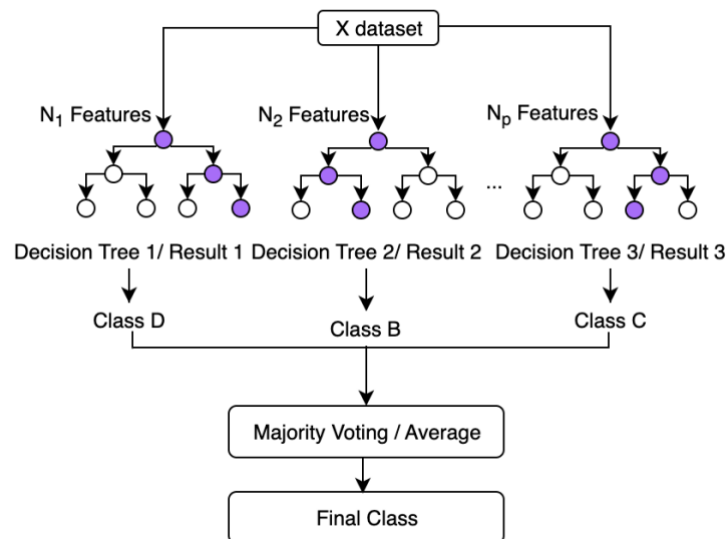 X dataset
N₁ Features
N₂ Features
Nₚ Features
...
Decision Tree 1/ Result 1
Decision Tree 2/ Result 2
Decision Tree 3/ Result 3
Class D
Class B
Class C
Majority Voting / Average
Final Class